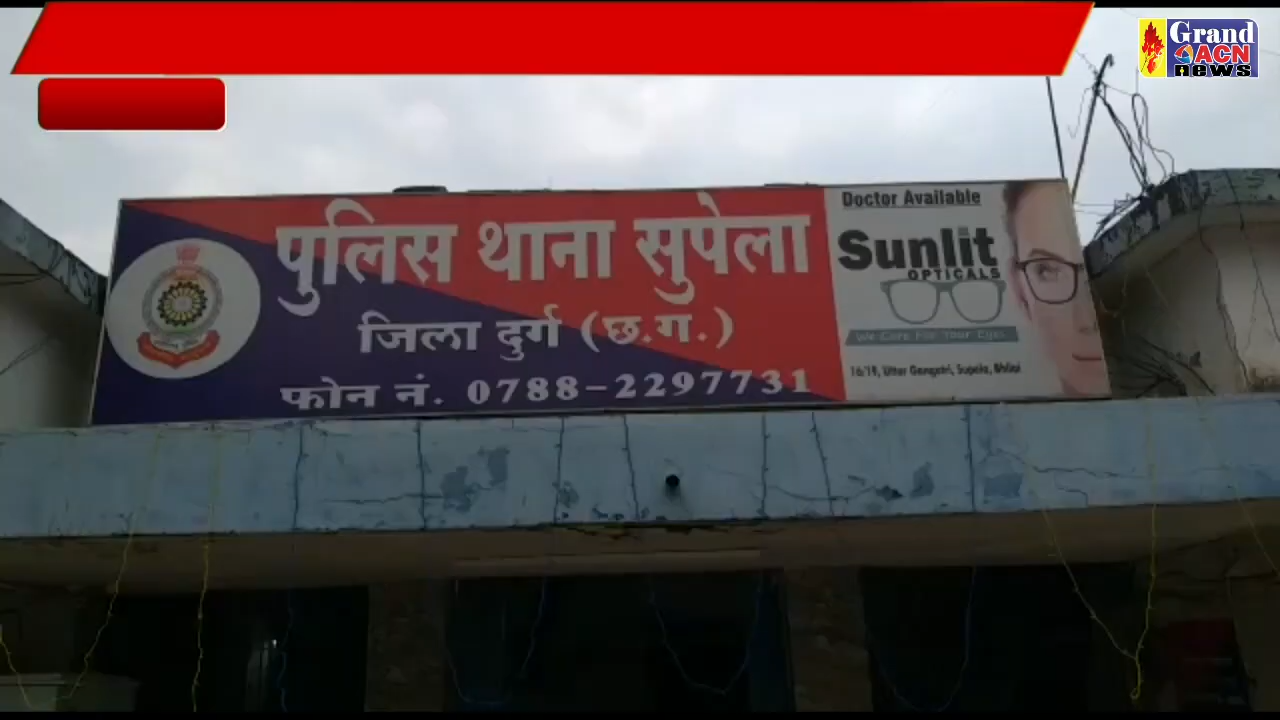 Grand
ACN
news
पुलिस थाना सुपेला
जिला दुर्ग (छ.ग.)
फोन नं. 0788-2297731
Doctor Available
Sunlit
OPTICALS
We Care For Your Eyes
16/19, Uttar Gangotri, Supela, Bhilai